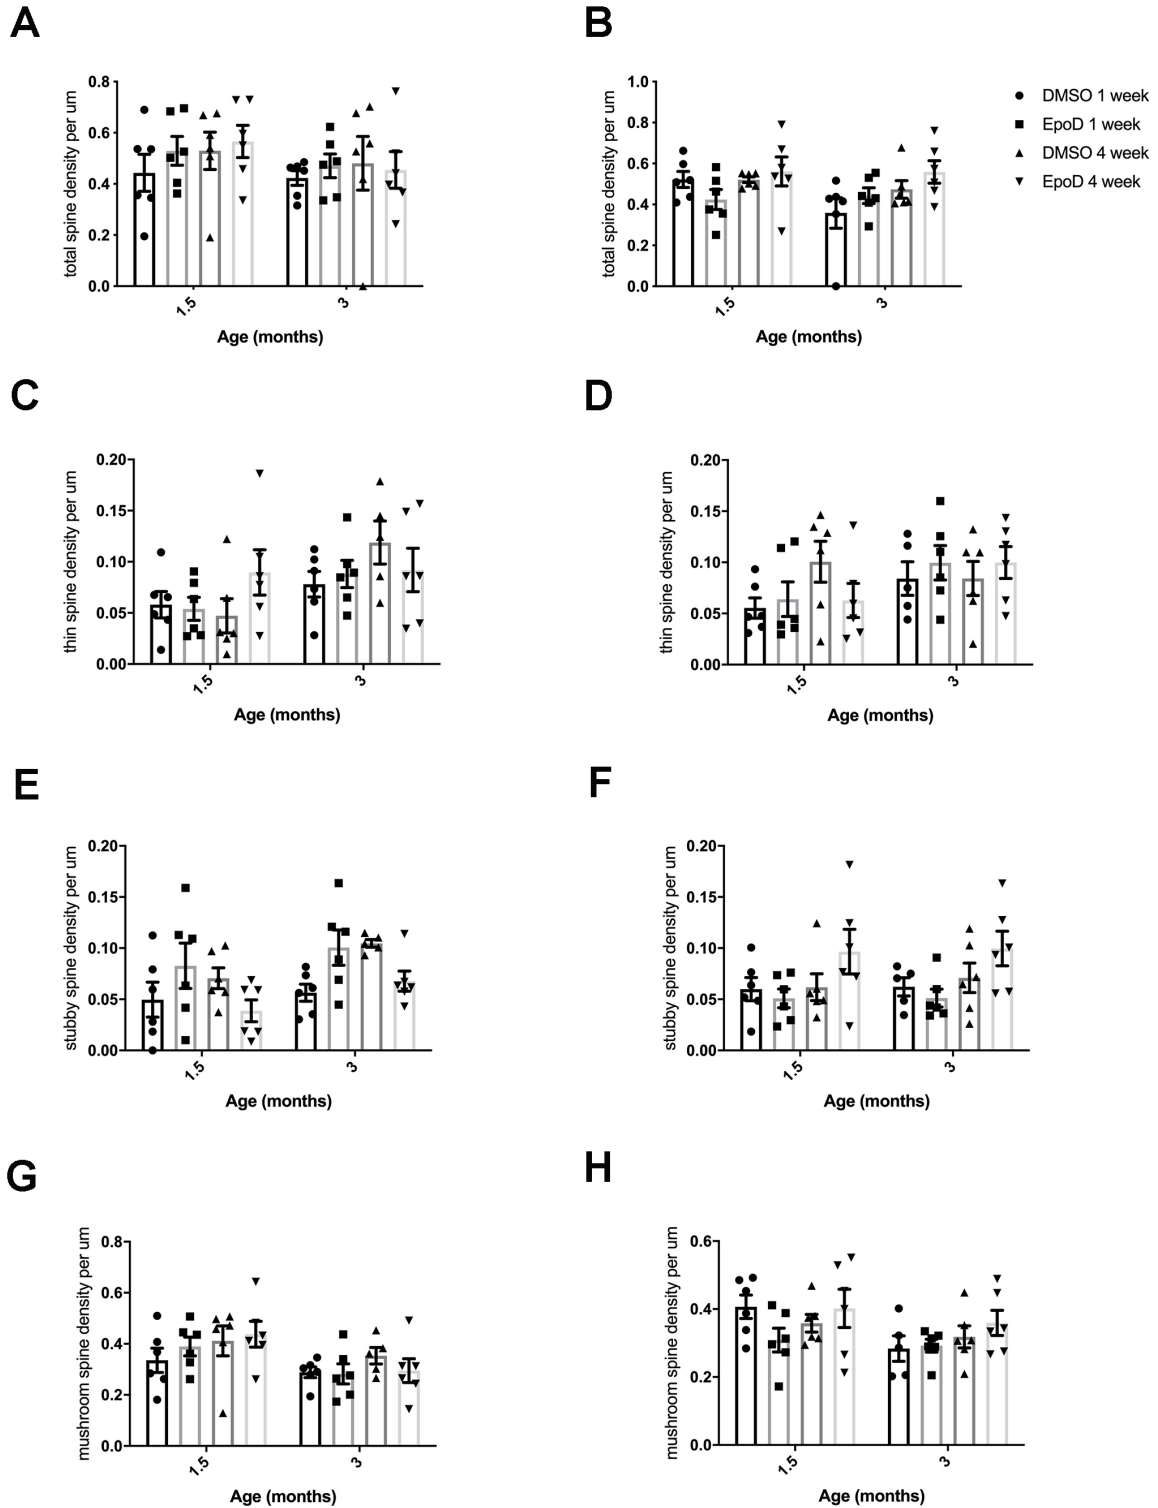 A
B
total spine density per um
0.8
0.6
0.4
0.2
0.0
1.5
3
Age (months)
total spine density per um
1.0
0.8
0.6
0.4
0.2
0.0
1.5
3
Age (months)
DMSO 1 week
EpoD 1 week
DMSO 4 week
EpoD 4 week
C
D
thin spine density per um
0.20
0.15
0.10
0.05
0.00
1.5
3
Age (months)
thin spine density per um
0.20
0.15
0.10
0.05
0.00
1.5
3
Age (months)
E
F
stubby spine density per um
0.20
0.15
0.10
0.05
0.00
1.5
3
Age (months)
stubby spine density per um
0.20
0.15
0.10
0.05
0.00
1.5
3
Age (months)
G
H
mushroom spine density per um
0.8
0.6
0.4
0.2
0.0
1.5
3
Age (months)
mushroom spine density per um
0.6
0.4
0.2
0.0
1.5
3
Age (months)